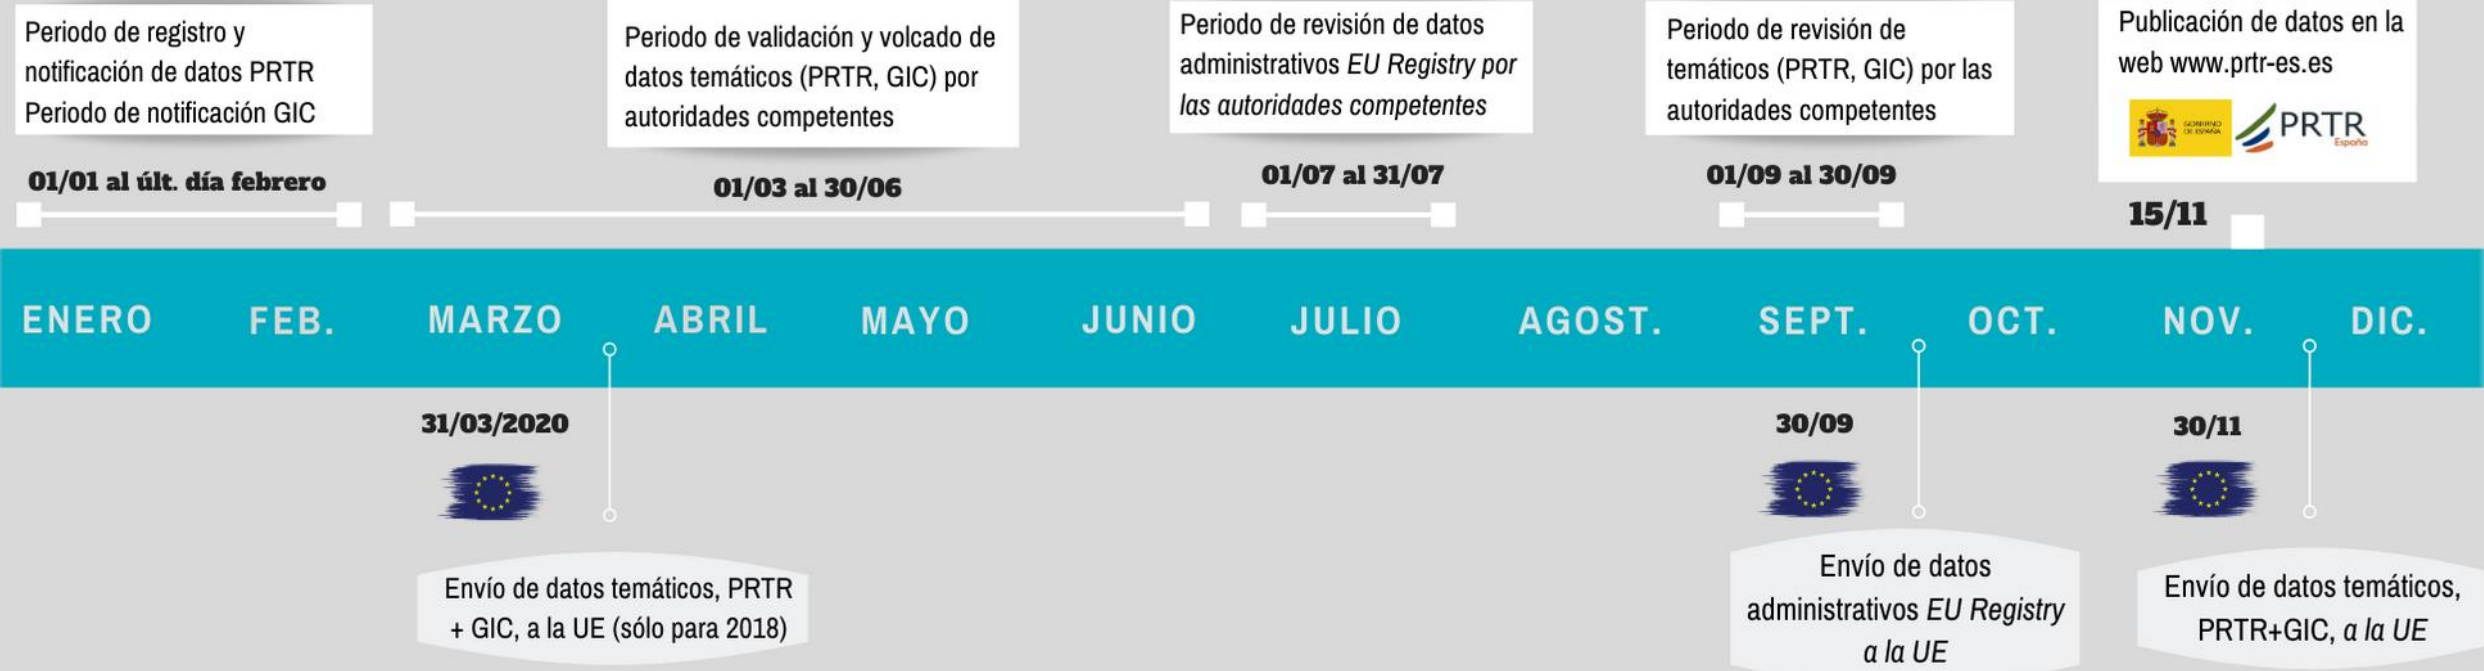 Periodo de registro y
notificación de datos PRTR
Periodo de notificación GIC
01/01 al últ. día febrero
Periodo de validación y volcado de
datos temáticos (PRTR, GIC) por
autoridades competentes
01/03 al 30/06
Periodo de revisión de datos
administrativos EU Registry por
las autoridades competentes
01/07 al 31/07
Periodo de revisión de
temáticos (PRTR, GIC) por las
autoridades competentes
01/09 al 30/09
Publicación de datos en la
web www.prtr-es.es
GOBIERNO
DE ESPAÑA
PRTR
España
15/11
ENERO FEB. MARZO ABRIL MAYO JUNIO JULIO AGOST. SEPT. OCT. NOV. DIC.
31/03/2020
Envío de datos temáticos, PRTR
+ GIC, a la UE (sólo para 2018)
30/09
Envío de datos
administrativos EU Registry
a la UE
30/11
Envío de datos temáticos,
PRTR+GIC, a la UE